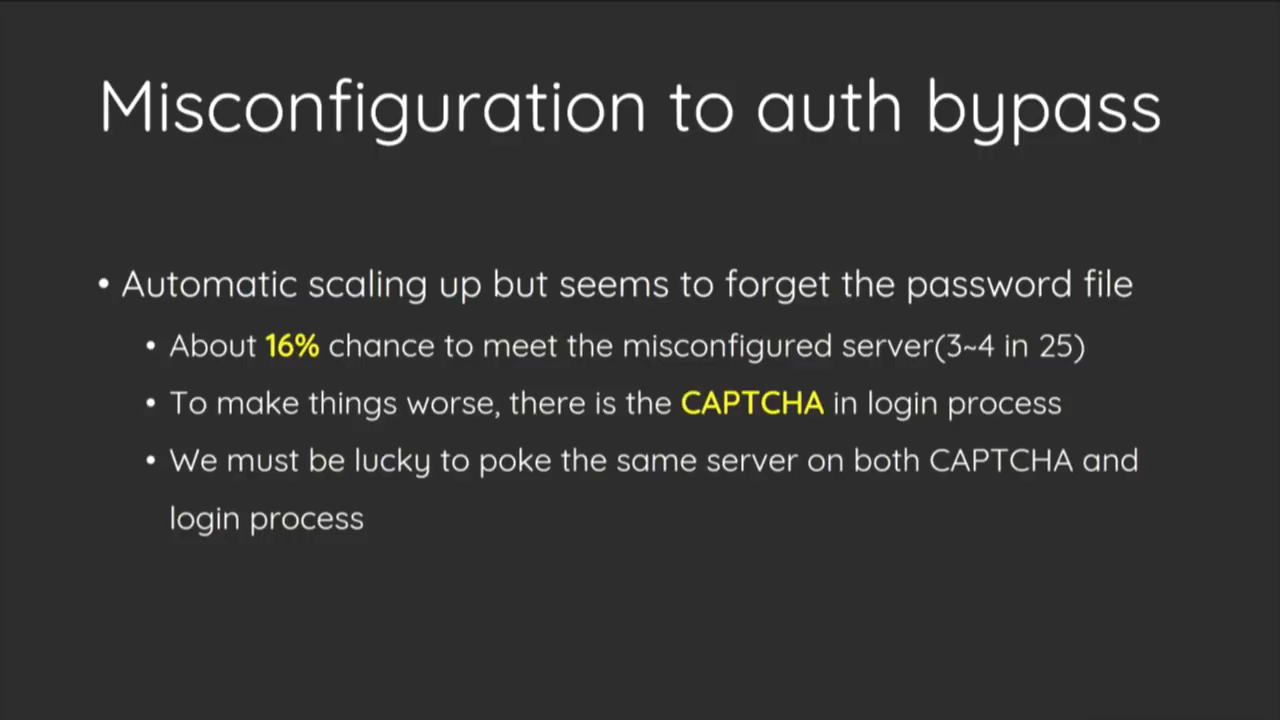 Misconfiguration to auth bypass
• Automatic scaling up but seems to forget the password file
• About 16% chance to meet the misconfigured server(3~4 in 25)
• To make things worse, there is the CAPTCHA in login process
• We must be lucky to poke the same server on both CAPTCHA and
login process